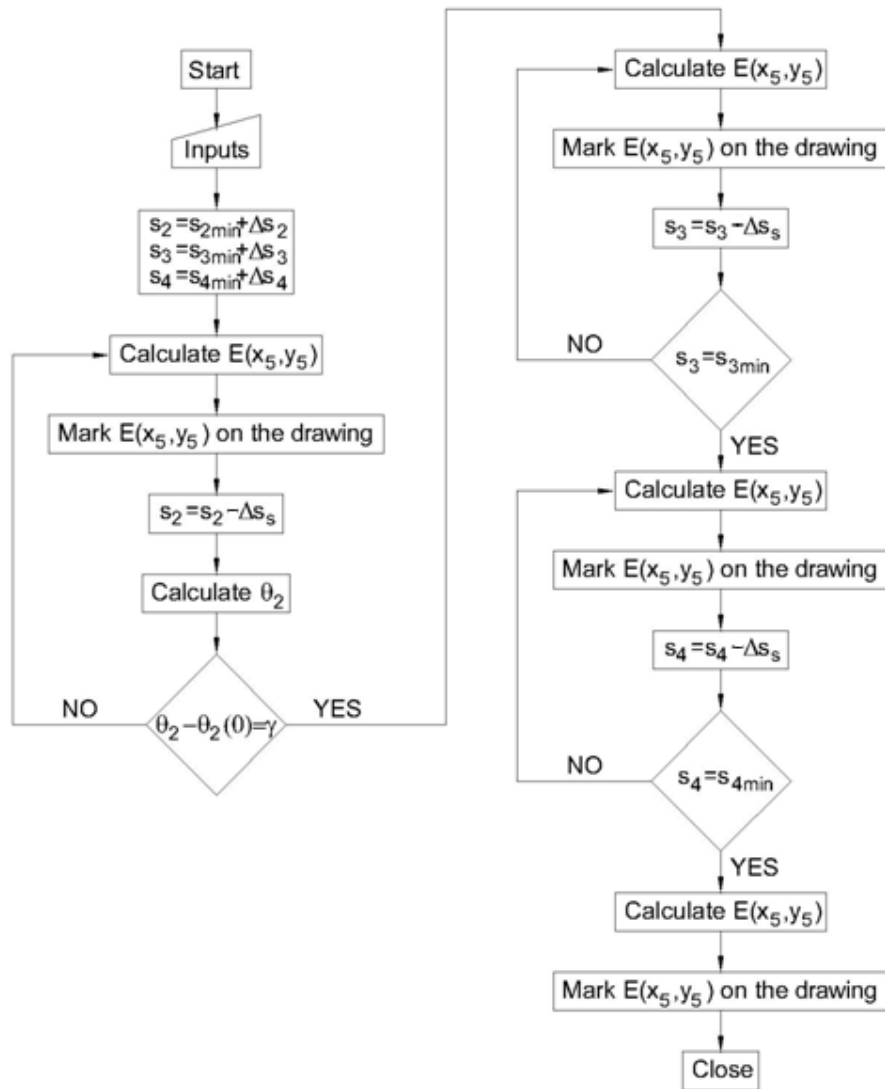 Start
Inputs
s₂=s₂min+Δs₂
s₃=s₃min+Δs₃
s₄=s₄min+Δs₄
Calculate E(x₅,y₅)
Mark E(x₅,y₅) on the drawing
s₂=s₂−Δsₛ
Calculate θ₂
θ₂−θ₂(0)=γ
NO
YES
Calculate E(x₅,y₅)
Mark E(x₅,y₅) on the drawing
s₃=s₃−Δsₛ
s₃=s₃min
NO
YES
Calculate E(x₅,y₅)
Mark E(x₅,y₅) on the drawing
s₄=s₄−Δsₛ
s₄=s₄min
NO
YES
Calculate E(x₅,y₅)
Mark E(x₅,y₅) on the drawing
Close